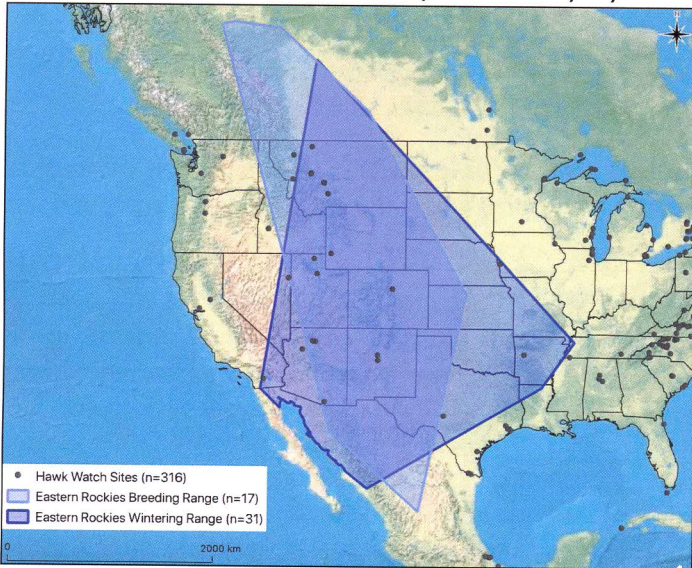 Hawk Watch Sites (n=316)
Eastern Rockies Breeding Range (n=17)
Eastern Rockies Wintering Range (n=31)
0 2000 km